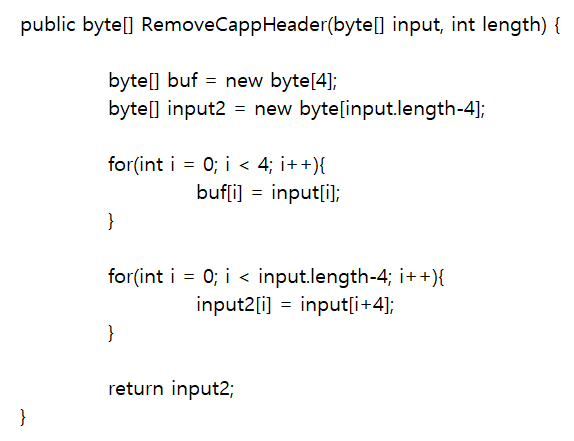 public byte[] RemoveCappHeader(byte[] input, int length) {
byte[] buf = new byte[4];
byte[] input2 = new byte[input.length-4];
for(int i = 0; i < 4; i++){
buf[i] = input[i];
}
for(int i = 0; i < input.length-4; i++){
input2[i] = input[i+4];
}
return input2;
}